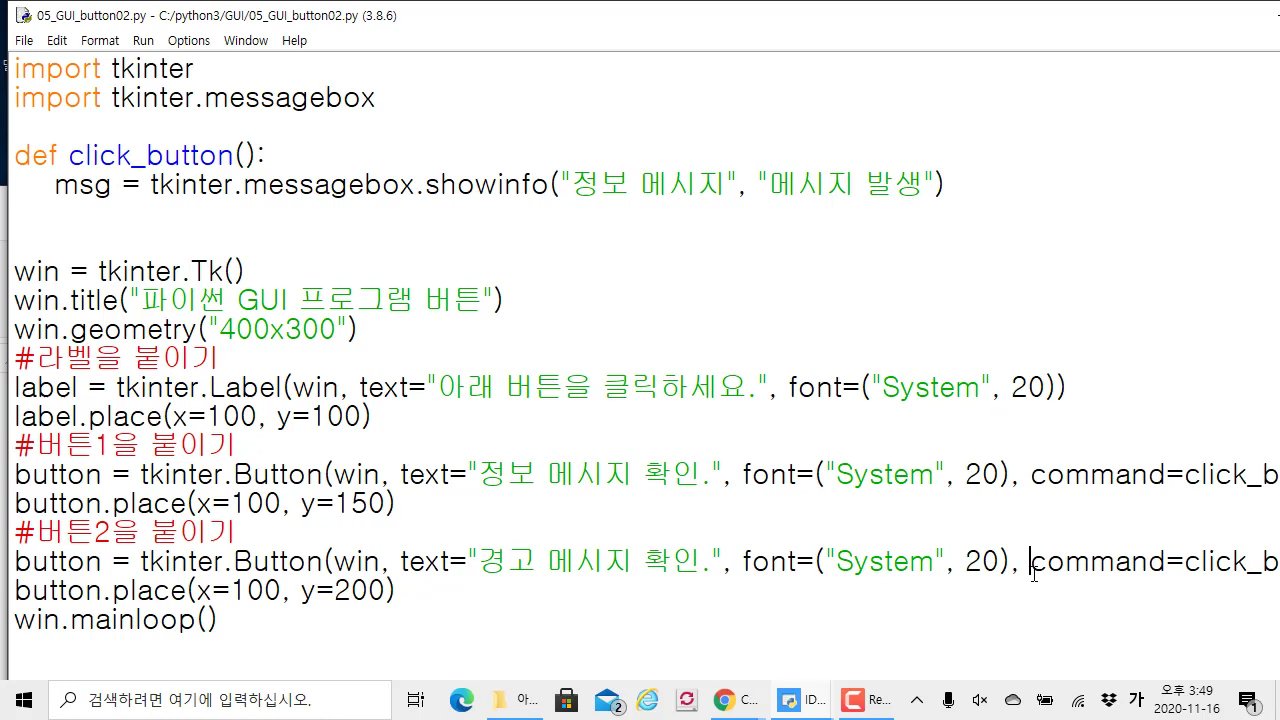 05_GUI_button02.py - C:/python3/GUI/05_GUI_button02.py (3.8.6)
File Edit Format Run Options Window Help
import tkinter
import tkinter.messagebox
def click_button():
msg = tkinter.messagebox.showinfo("정보 메시지", "메시지 발생")
win = tkinter.Tk()
win.title("파이썬 GUI 프로그램 버튼")
win.geometry("400x300")
#라벨을 붙이기
label = tkinter.Label(win, text="아래 버튼을 클릭하세요.", font=("System", 20))
label.place(x=100, y=100)
#버튼1을 붙이기
button = tkinter.Button(win, text="정보 메시지 확인.", font=("System", 20), command=click_b
button.place(x=100, y=150)
#버튼2을 붙이기
button = tkinter.Button(win, text="경고 메시지 확인.", font=("System", 20), command=click_b
button.place(x=100, y=200)
win.mainloop()
검색하려면 여기에 입력하십시오.
2
아...
C...
ID...
Re...
가
오후 3:49
2020-11-16
1